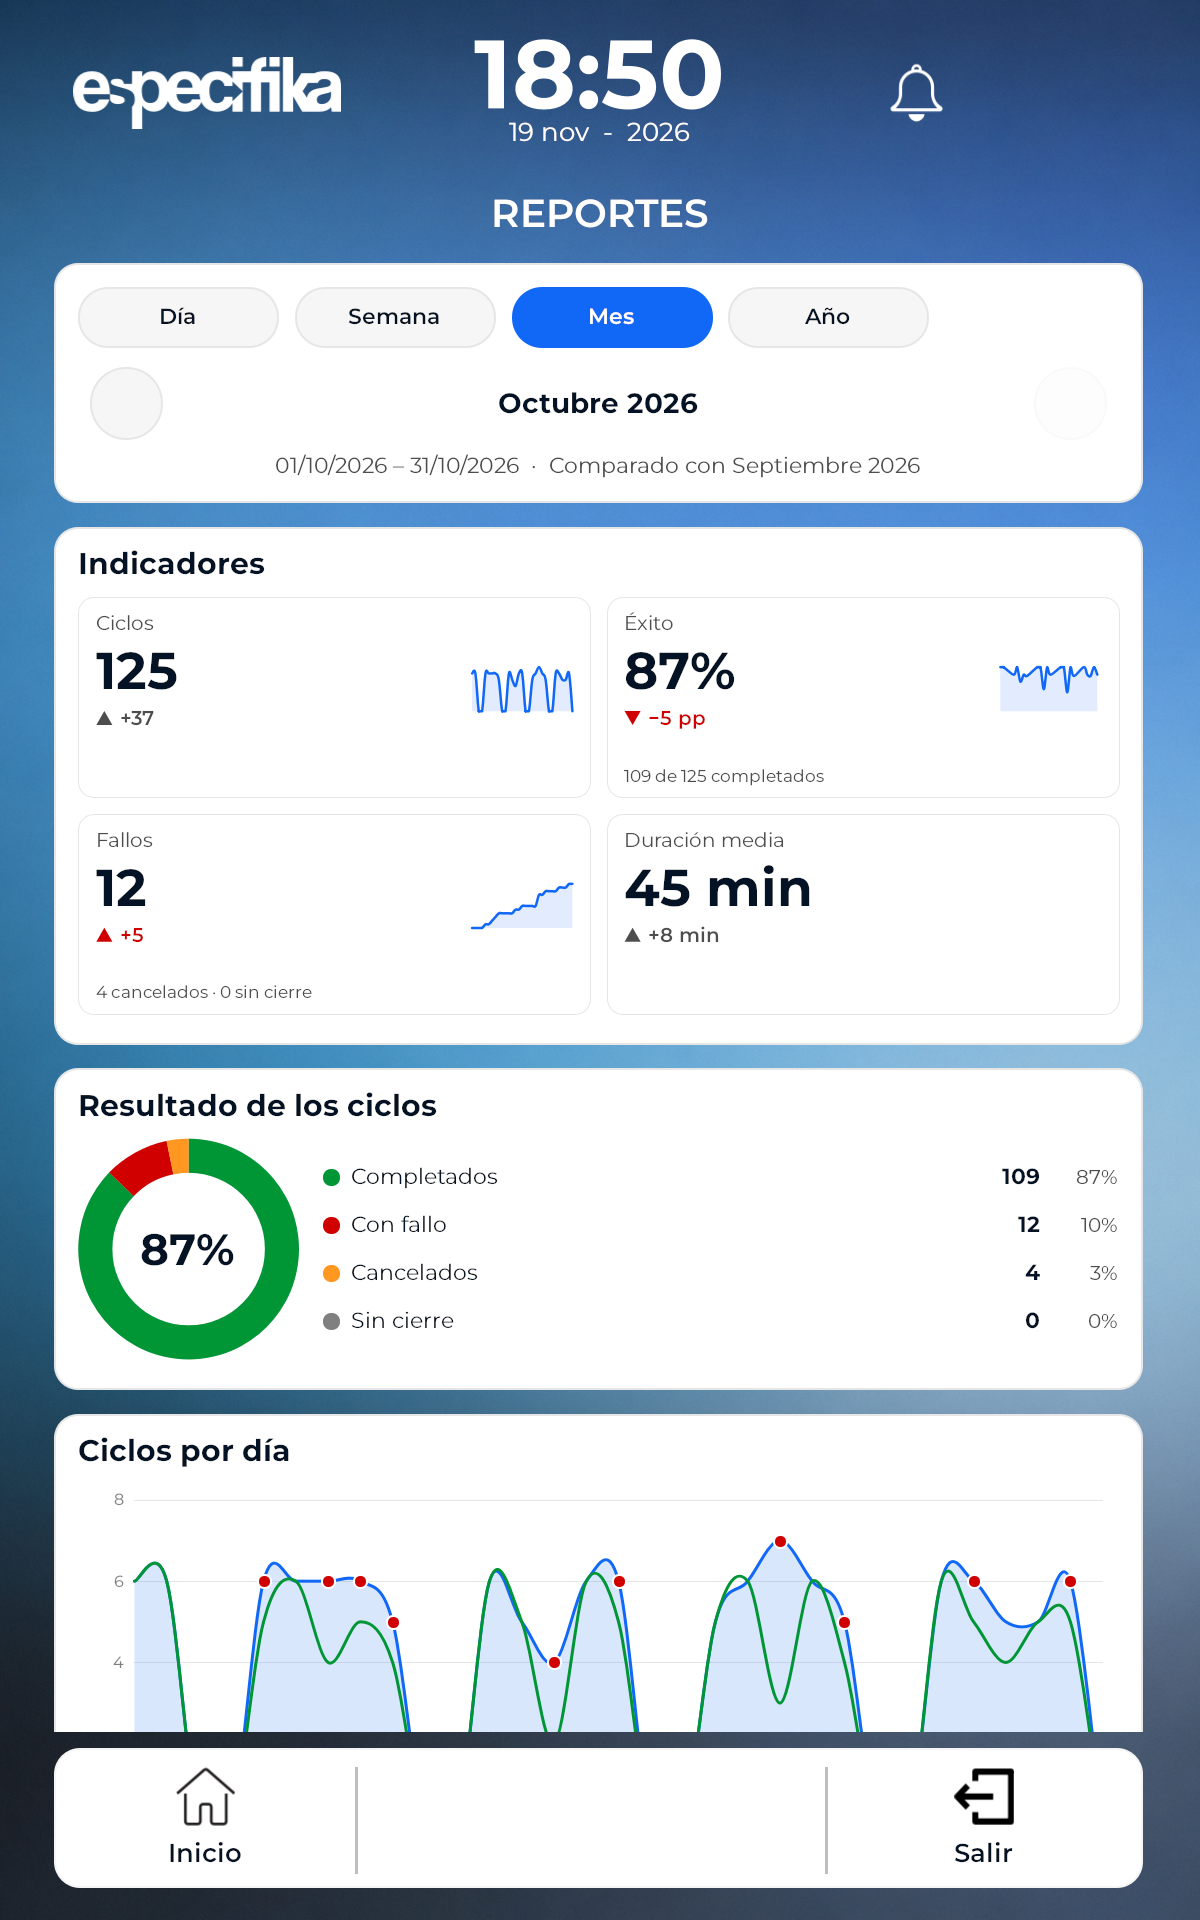 especifika
18:50
19 nov - 2026
REPORTES
Día
Semana
Mes
Año
Octubre 2026
01/10/2026 – 31/10/2026 · Comparado con Septiembre 2026
Indicadores
Ciclos
125
▲ +37
Éxito
87%
▼ −5 pp
109 de 125 completados
Fallos
12
▲ +5
4 cancelados · 0 sin cierre
Duración media
45 min
▲ +8 min
Resultado de los ciclos
87%
Completados 109 87%
Con fallo 12 10%
Cancelados 4 3%
Sin cierre 0 0%
Ciclos por día
8
6
4
Inicio
Salir